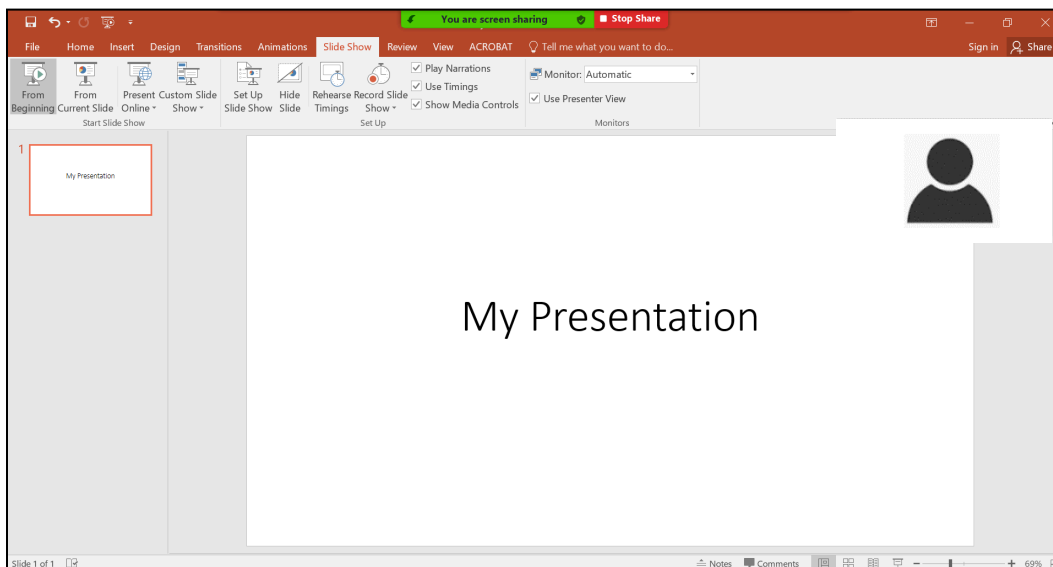 You are screen sharing Stop Share
File Home Insert Design Transitions Animations Slide Show Review View ACROBAT Tell me what you want to do... Sign in Share
From Beginning
From Current Slide
Present Online
Custom Slide Show
Start Slide Show
Set Up Slide Show
Hide Slide
Rehearse Timings
Record Slide Show
Play Narrations
Use Timings
Show Media Controls
Set Up
Monitor: Automatic
Use Presenter View
Monitors
1
My Presentation
My Presentation
Slide 1 of 1 Notes Comments 69%